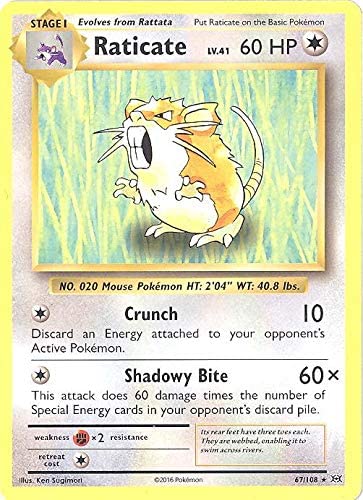 STAGE 1 Evolves from Rattata Put Raticate on the Basic Pokémon
Raticate LV.41 60 HP
NO. 020 Mouse Pokémon HT: 2'04" WT: 40.8 lbs.
Crunch 10
Discard an Energy attached to your opponent's
Active Pokémon.
Shadowy Bite 60×
This attack does 60 damage times the number of
Special Energy cards in your opponent's discard pile.
weakness ×2 resistance
retreat
cost
Its rear feet have three toes each.
They are webbed, enabling it to
swim across rivers.
Illus. Ken Sugimori ©2016 Pokémon 67/108 ★ XY